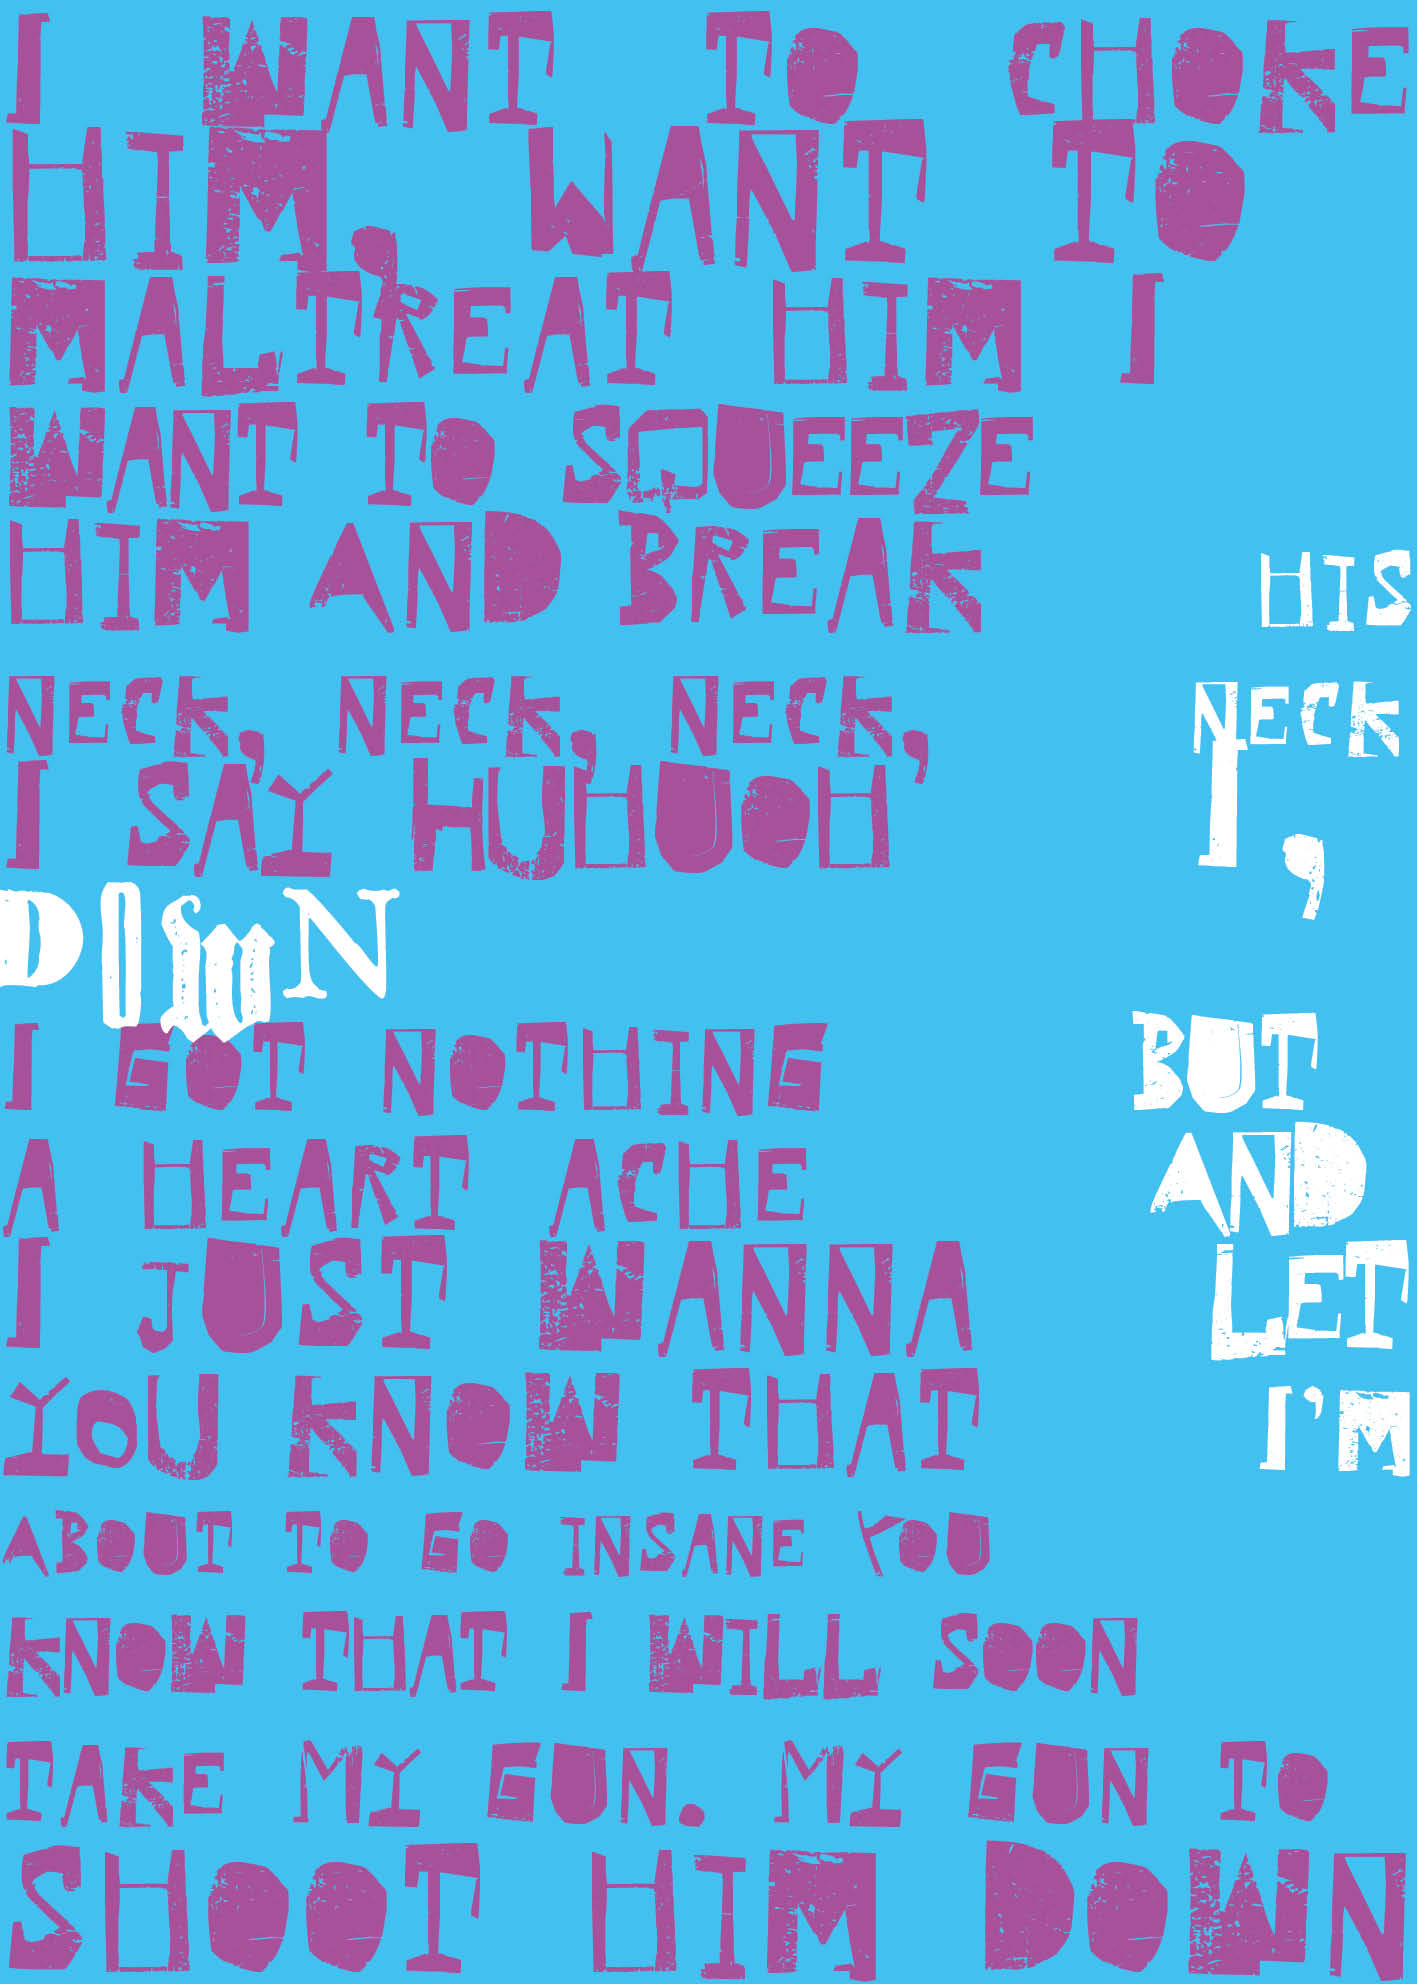 I WANT TO CHOKE
HIM, WANT TO
MALTREAT HIM I
WANT TO SQUEEZE
HIM AND BREAK HIS
NECK, NECK, NECK, NECK
I SAY HUHUOH I,
DOWN
I GOT NOTHING BUT
A HEART ACHE AND
I JUST WANNA LET
YOU KNOW THAT I'M
ABOUT TO GO INSANE YOU
KNOW THAT I WILL SOON
TAKE MY GUN. MY GUN TO
SHOOT HIM DOWN